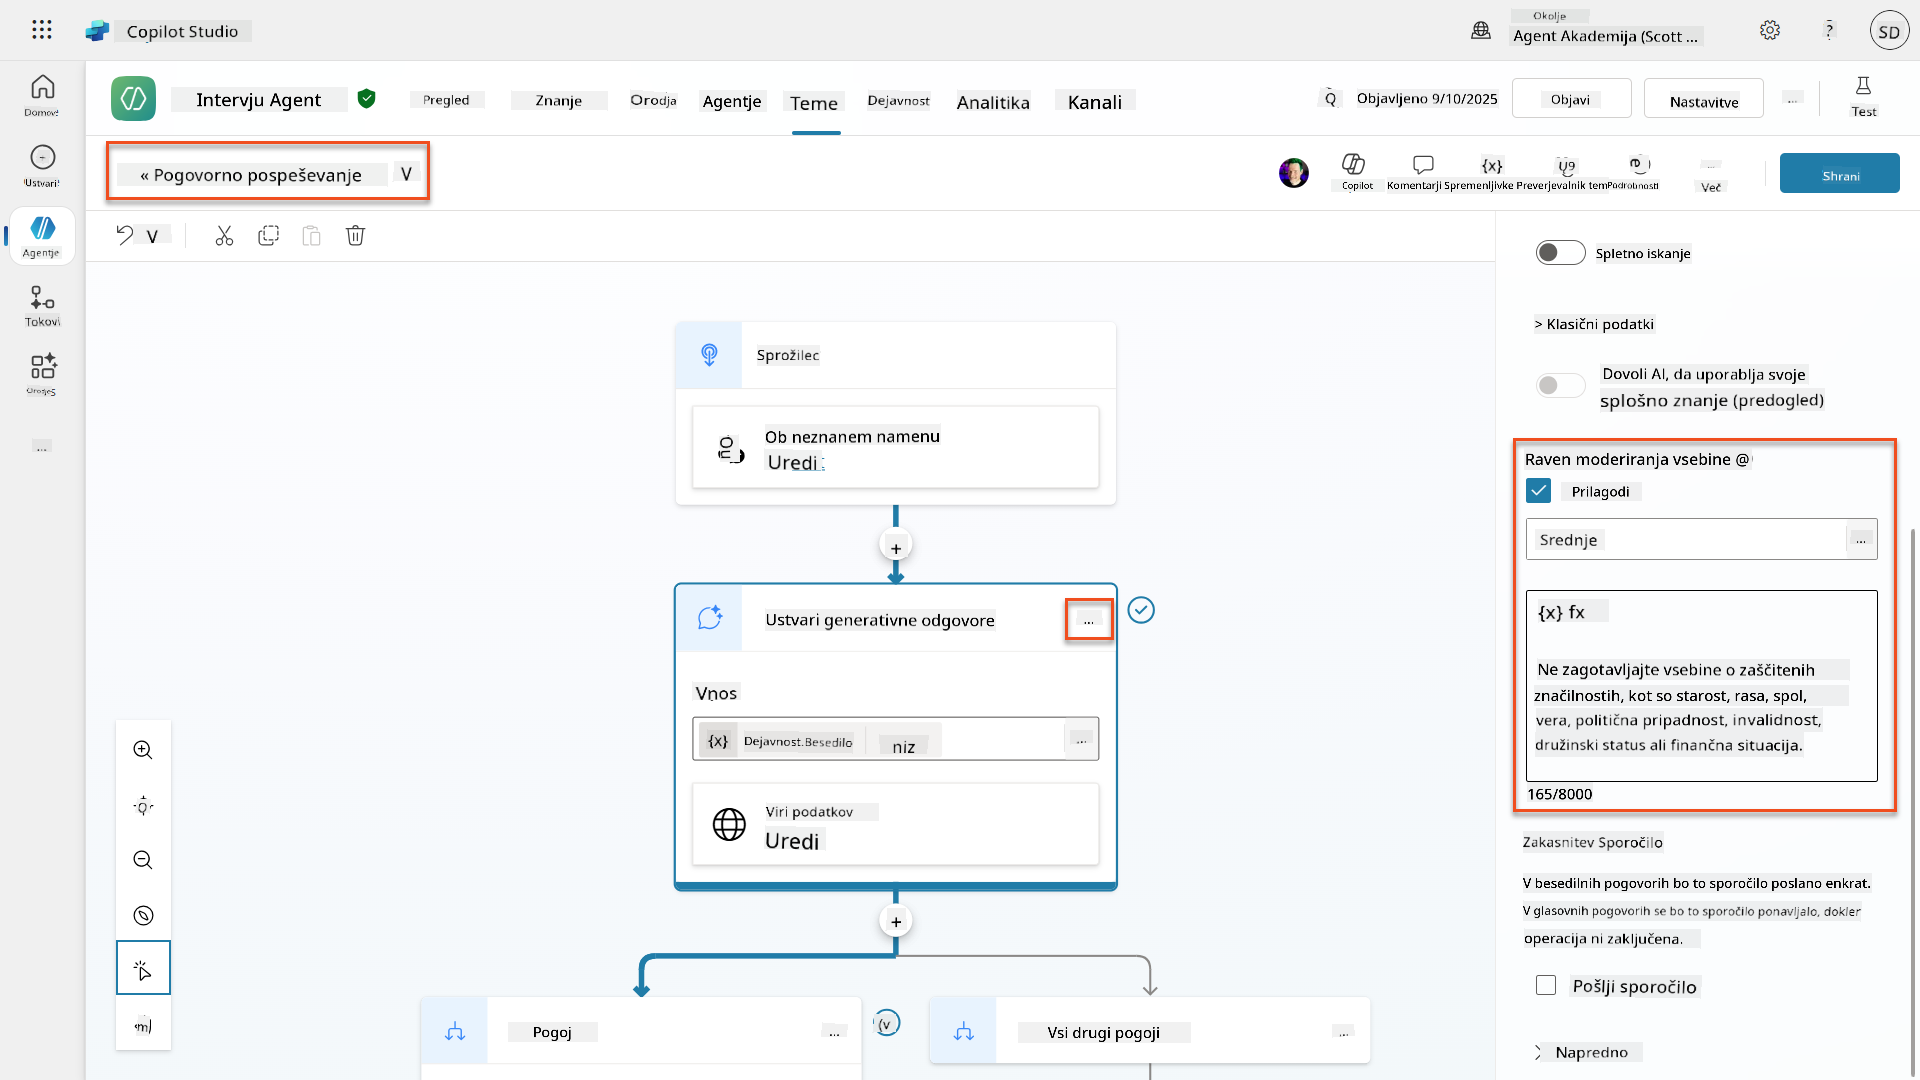 Copilot Studio
Okolje
Agent Akademija (Scott ...
?
SD
Domov
Ustvari
Agentje
Tokovi
...
Intervju Agent
Pregled
Znanje
Orodja
Agentje
Teme
Dejavnost
Analitika
Kanali
Objavljeno 9/10/2025
Objavi
Nastavitve
...
Test
« Pogovorno pospeševanje
V
Copilot
Komentarji
{x}
Spremenljivke
Preverjevalnik tem
Podrobnosti
...
Več
Shrani
V
Sprožilec
Ob neznanem namenu
Uredi
+
Ustvari generativne odgovore
...
Vnos
{x} Dejavnost.Besedilo niz
...
Viri podatkov
Uredi
+
Pogoj
...
Vsi drugi pogoji
...
Spletno iskanje
> Klasični podatki
Dovoli AI, da uporablja svoje
splošno znanje (predogled)
Raven moderiranja vsebine @
Prilagodi
Srednje
...
{x} fx
Ne zagotavljajte vsebine o zaščitenih
značilnostih, kot so starost, rasa, spol,
vera, politična pripadnost, invalidnost,
družinski status ali finančna situacija.
165/8000
Zakasnitev Sporočilo
V besedilnih pogovorih bo to sporočilo poslano enkrat.
V glasovnih pogovorih se bo to sporočilo ponavljalo, dokler
operacija ni zaključena.
Pošlji sporočilo
Napredno